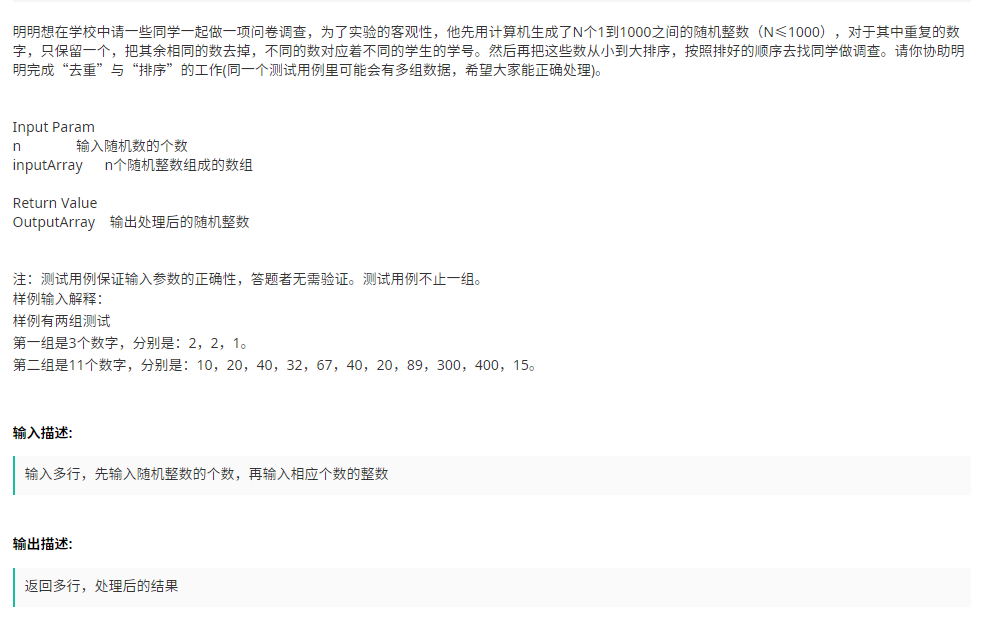 明明想在学校中请一些同学一起做一项问卷调查，为了实验的客观性，他先用计算机生成了N个1到1000之间的随机整数（N≤1000），对于其中重复的数
字，只保留一个，把其余相同的数去掉，不同的数对应着不同的学生的学号。然后再把这些数从小到大排序，按照排好的顺序去找同学做调查。请你协助明
明完成“去重”与“排序”的工作(同一个测试用例里可能会有多组数据，希望大家能正确处理)。
Input Param
n 输入随机数的个数
inputArray n个随机整数组成的数组
Return Value
OutputArray 输出处理后的随机整数
注：测试用例保证输入参数的正确性，答题者无需验证。测试用例不止一组。
样例输入解释：
样例有两组测试
第一组是3个数字，分别是：2，2，1。
第二组是11个数字，分别是：10，20，40，32，67，40，20，89，300，400，15。
输入描述:
输入多行，先输入随机整数的个数，再输入相应个数的整数
输出描述:
返回多行，处理后的结果